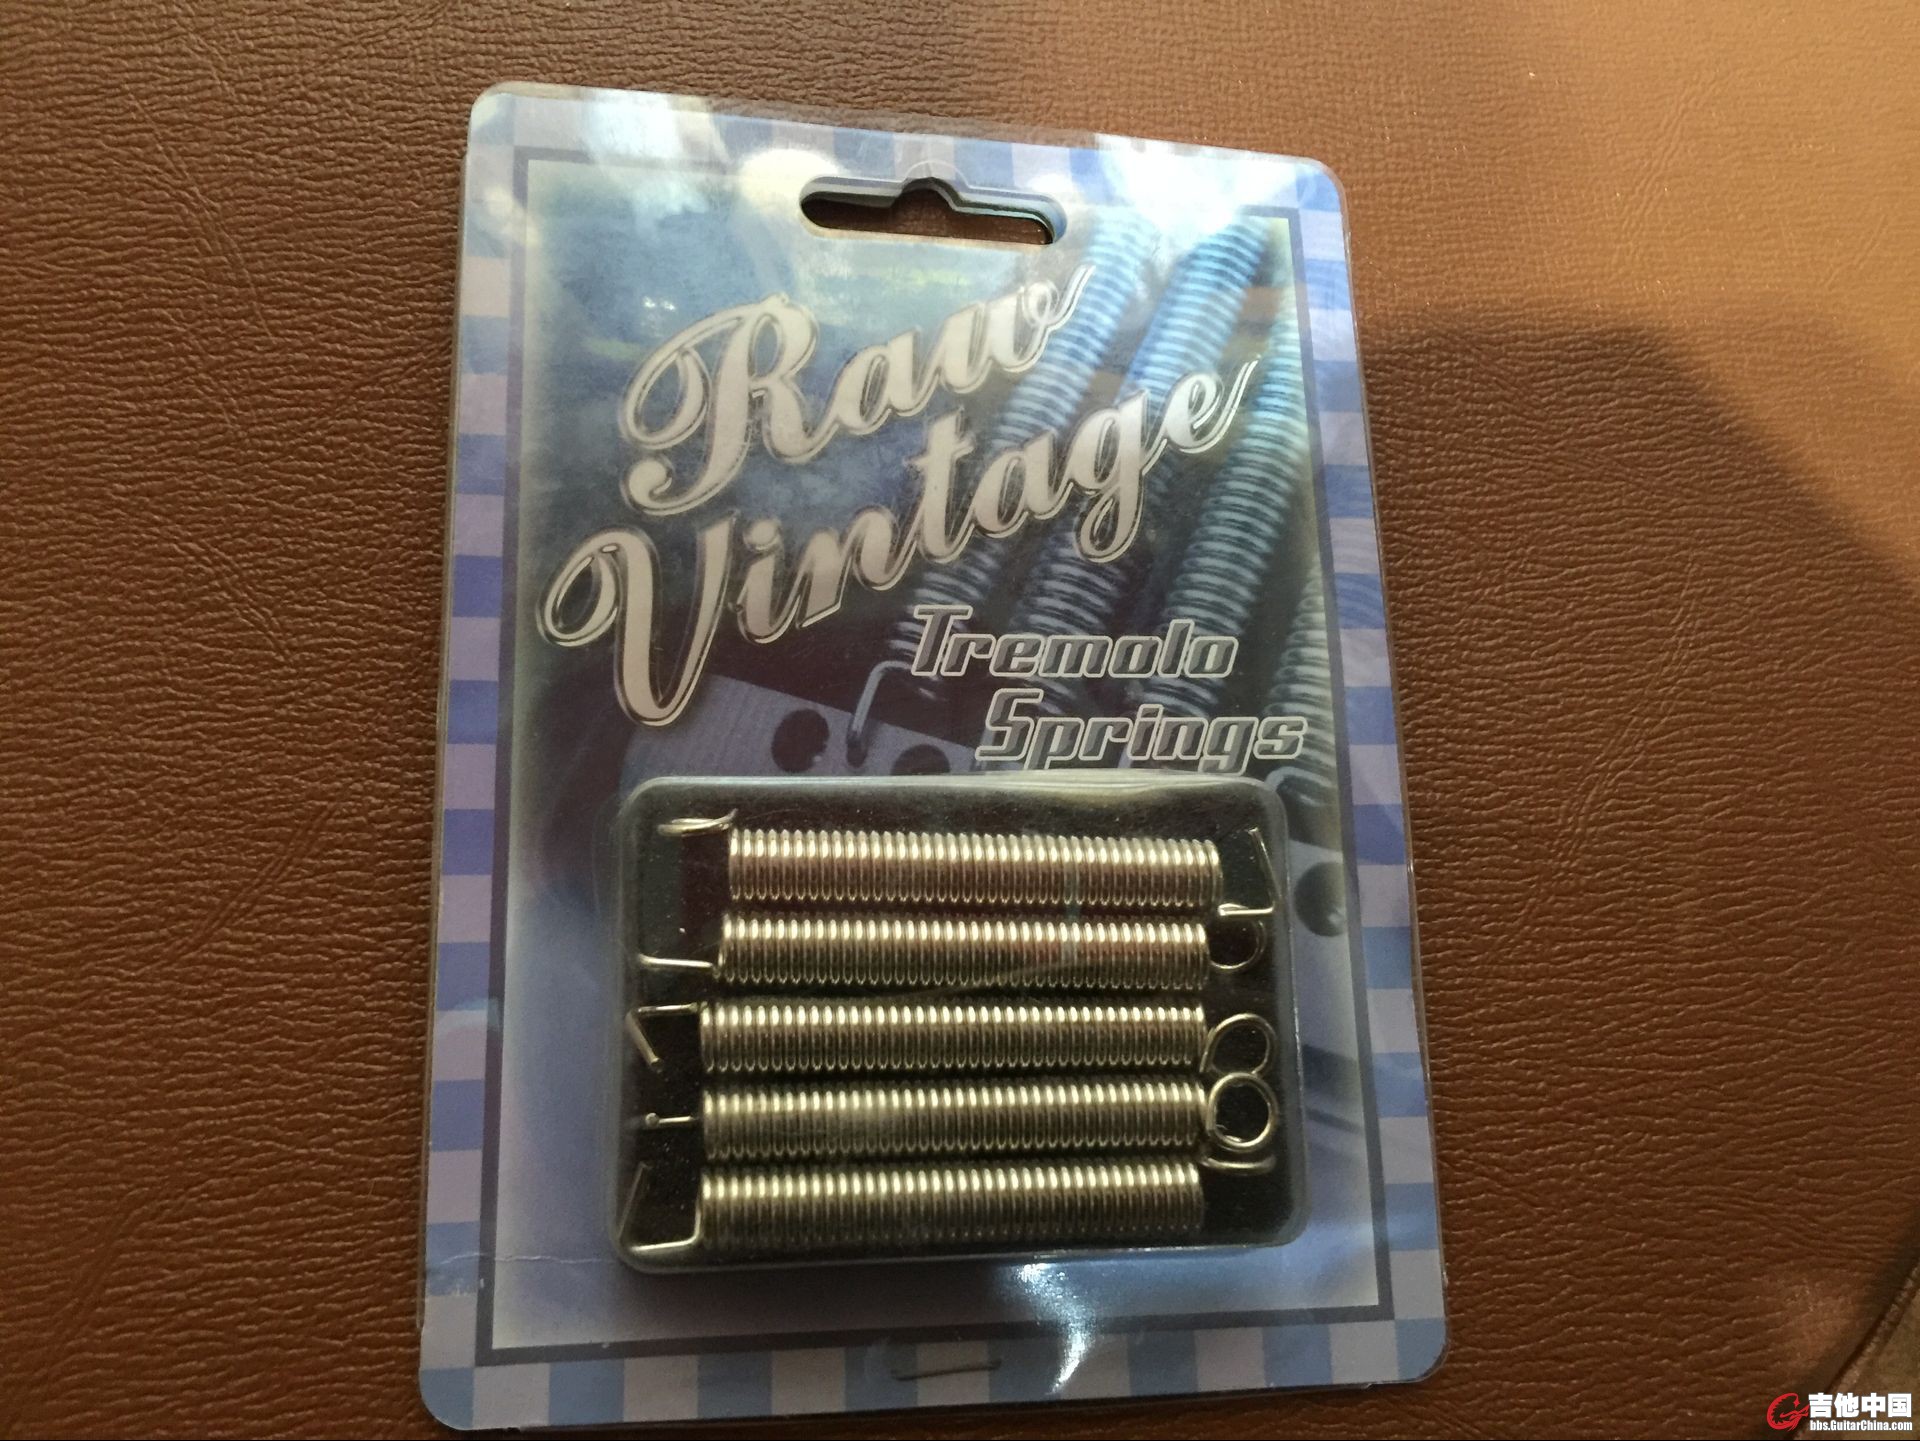 Raw
Vintage
Tremolo
Springs
吉他中国
bbs.GuitarChina.com